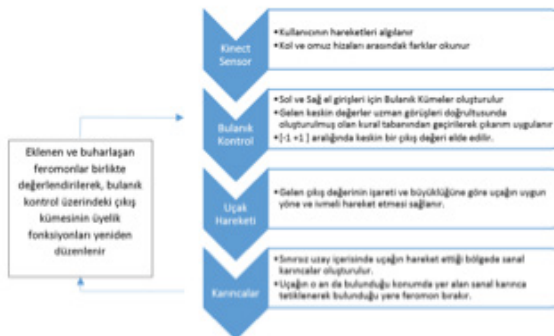 Kinect
Sensor
•Kullanıcının hareketleri algılanır
•Kol ve omuz hizaları arasındak farklar okunur
Bulanık
Kontrol
•Sol ve Sağ el girişleri için Bulanık Kümeler oluşturulur
•Gelen keskin değerler uzman görüşleri doğrultusunda
oluşturulmuş olan kural tabanından geçirilerek çıkarım uygulanır
•[-1 +1 ] aralığında keskin bir çıkış değeri elde edilir.
Uçak
Hareketi
•Gelen çıkış değerinin işareti ve büyüklüğüne göre uçağın uygun
yöne ve ivmeli hareket etmesi sağlanır.
Karıncalar
•Sınırsız uzay içerisinde uçağın hareket ettiği bölgede sanal
karıncalar oluşturulur.
•Uçağın o an da bulunduğu konumda yer alan sanal karınca
tetiklenerek bulunduğu yere feromon bırakır.
Eklenen ve buharlaşan
feromonlar birlikte
değerlendirilerek, bulanık
kontrol üzerindeki çıkış
kümesinin üyelik
fonksiyonları yeniden
düzenlenir